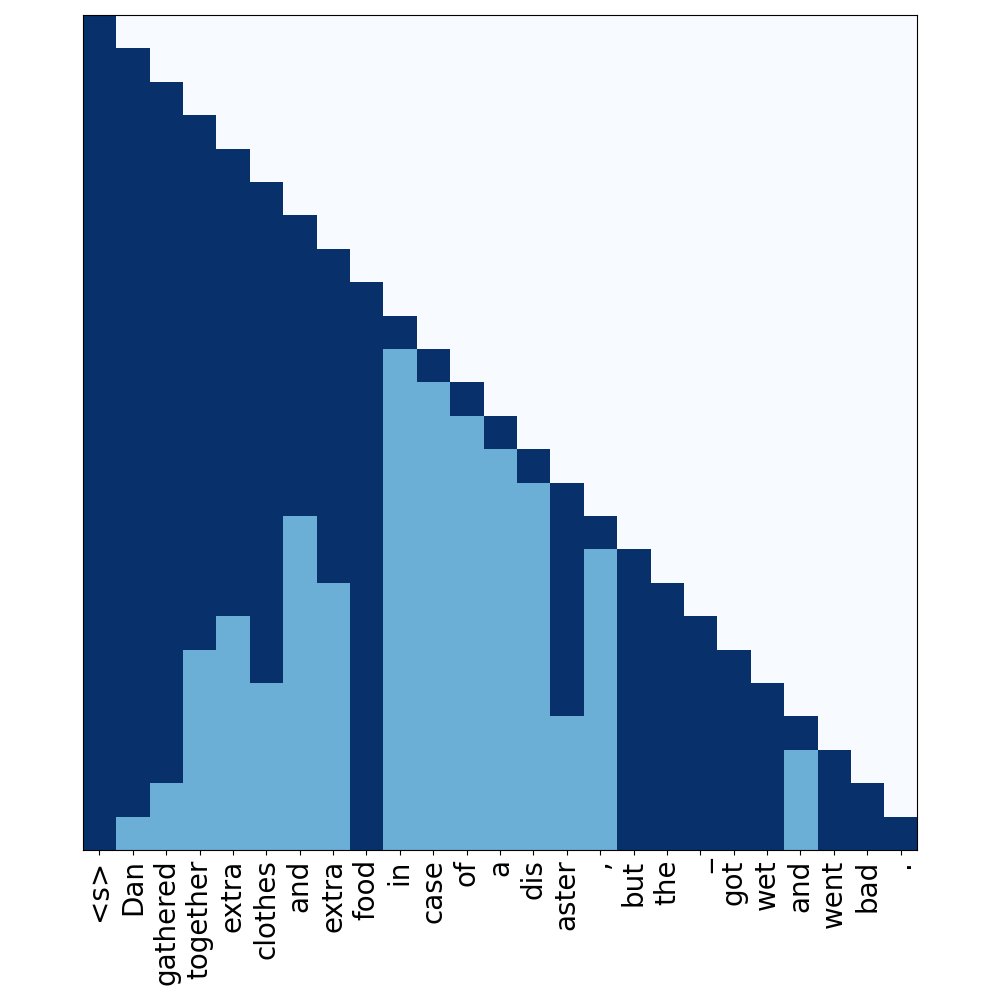 <s>
Dan
gathered
together
extra
clothes
and
extra
food
in
case
of
a
dis
aster
,
but
the
_
got
wet
and
went
bad
.